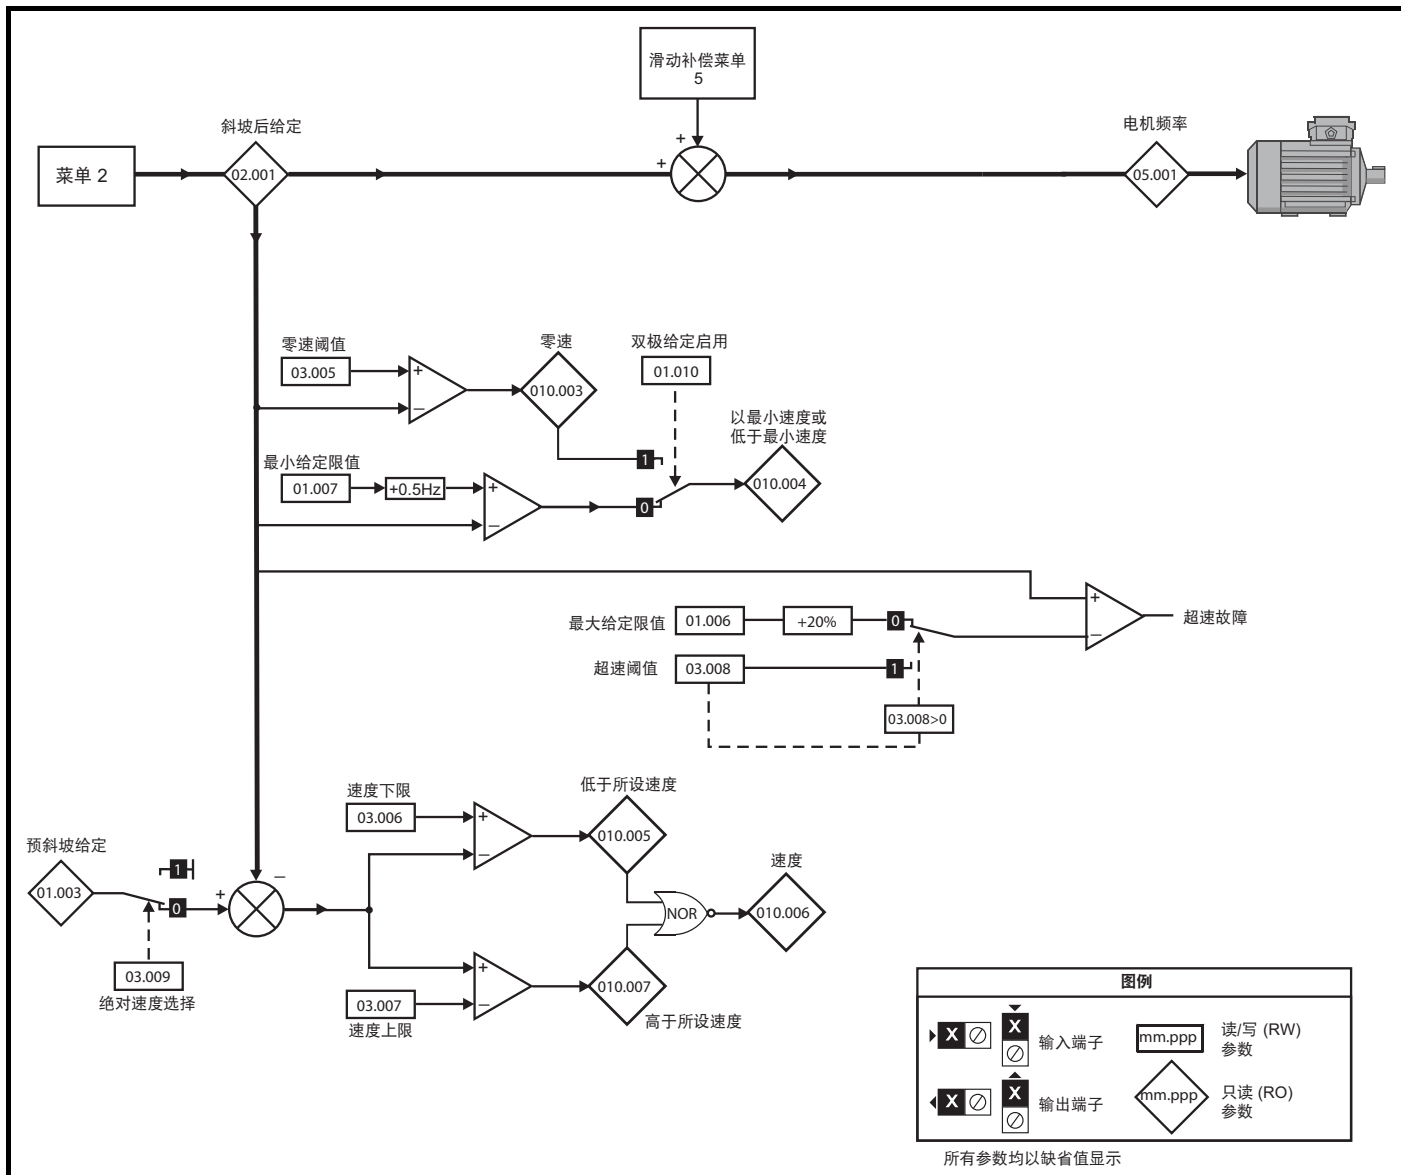 滑动补偿菜单
5
斜坡后给定
电机频率
+
+
菜单 2
02.001
05.001
零速阈值
零速
双极给定启用
03.005
+
–
010.003
01.010
以最小速度或
低于最小速度
1
最小给定限值
01.007
+0.5Hz
+
–
0
010.004
最大给定限值
01.006
+20%
0
+
–
超速故障
超速阈值
03.008
1
03.008>0
速度下限
低于所设速度
03.006
+
–
010.005
预斜坡给定
1
–
速度
01.003
0
+
NOR
010.006
03.009
绝对速度选择
+
–
03.007
速度上限
010.007
高于所设速度
图例
X
X
输入端子
mm.ppp
读/写 (RW)
参数
X
X
输出端子
mm.ppp
只读 (RO)
参数
所有参数均以缺省值显示